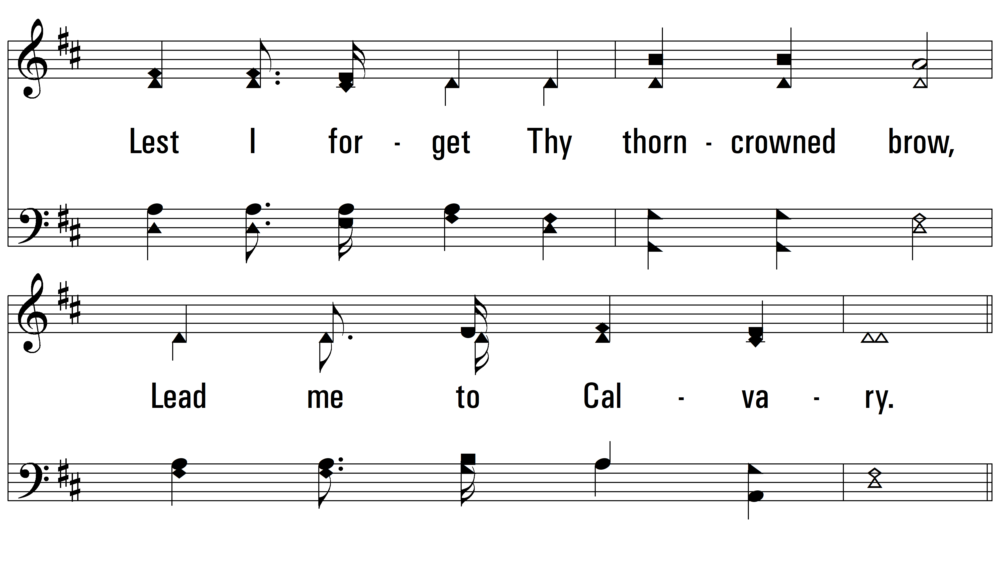 Lest I for - get Thy thorn - crowned brow,
Lead me to Cal - va - ry.